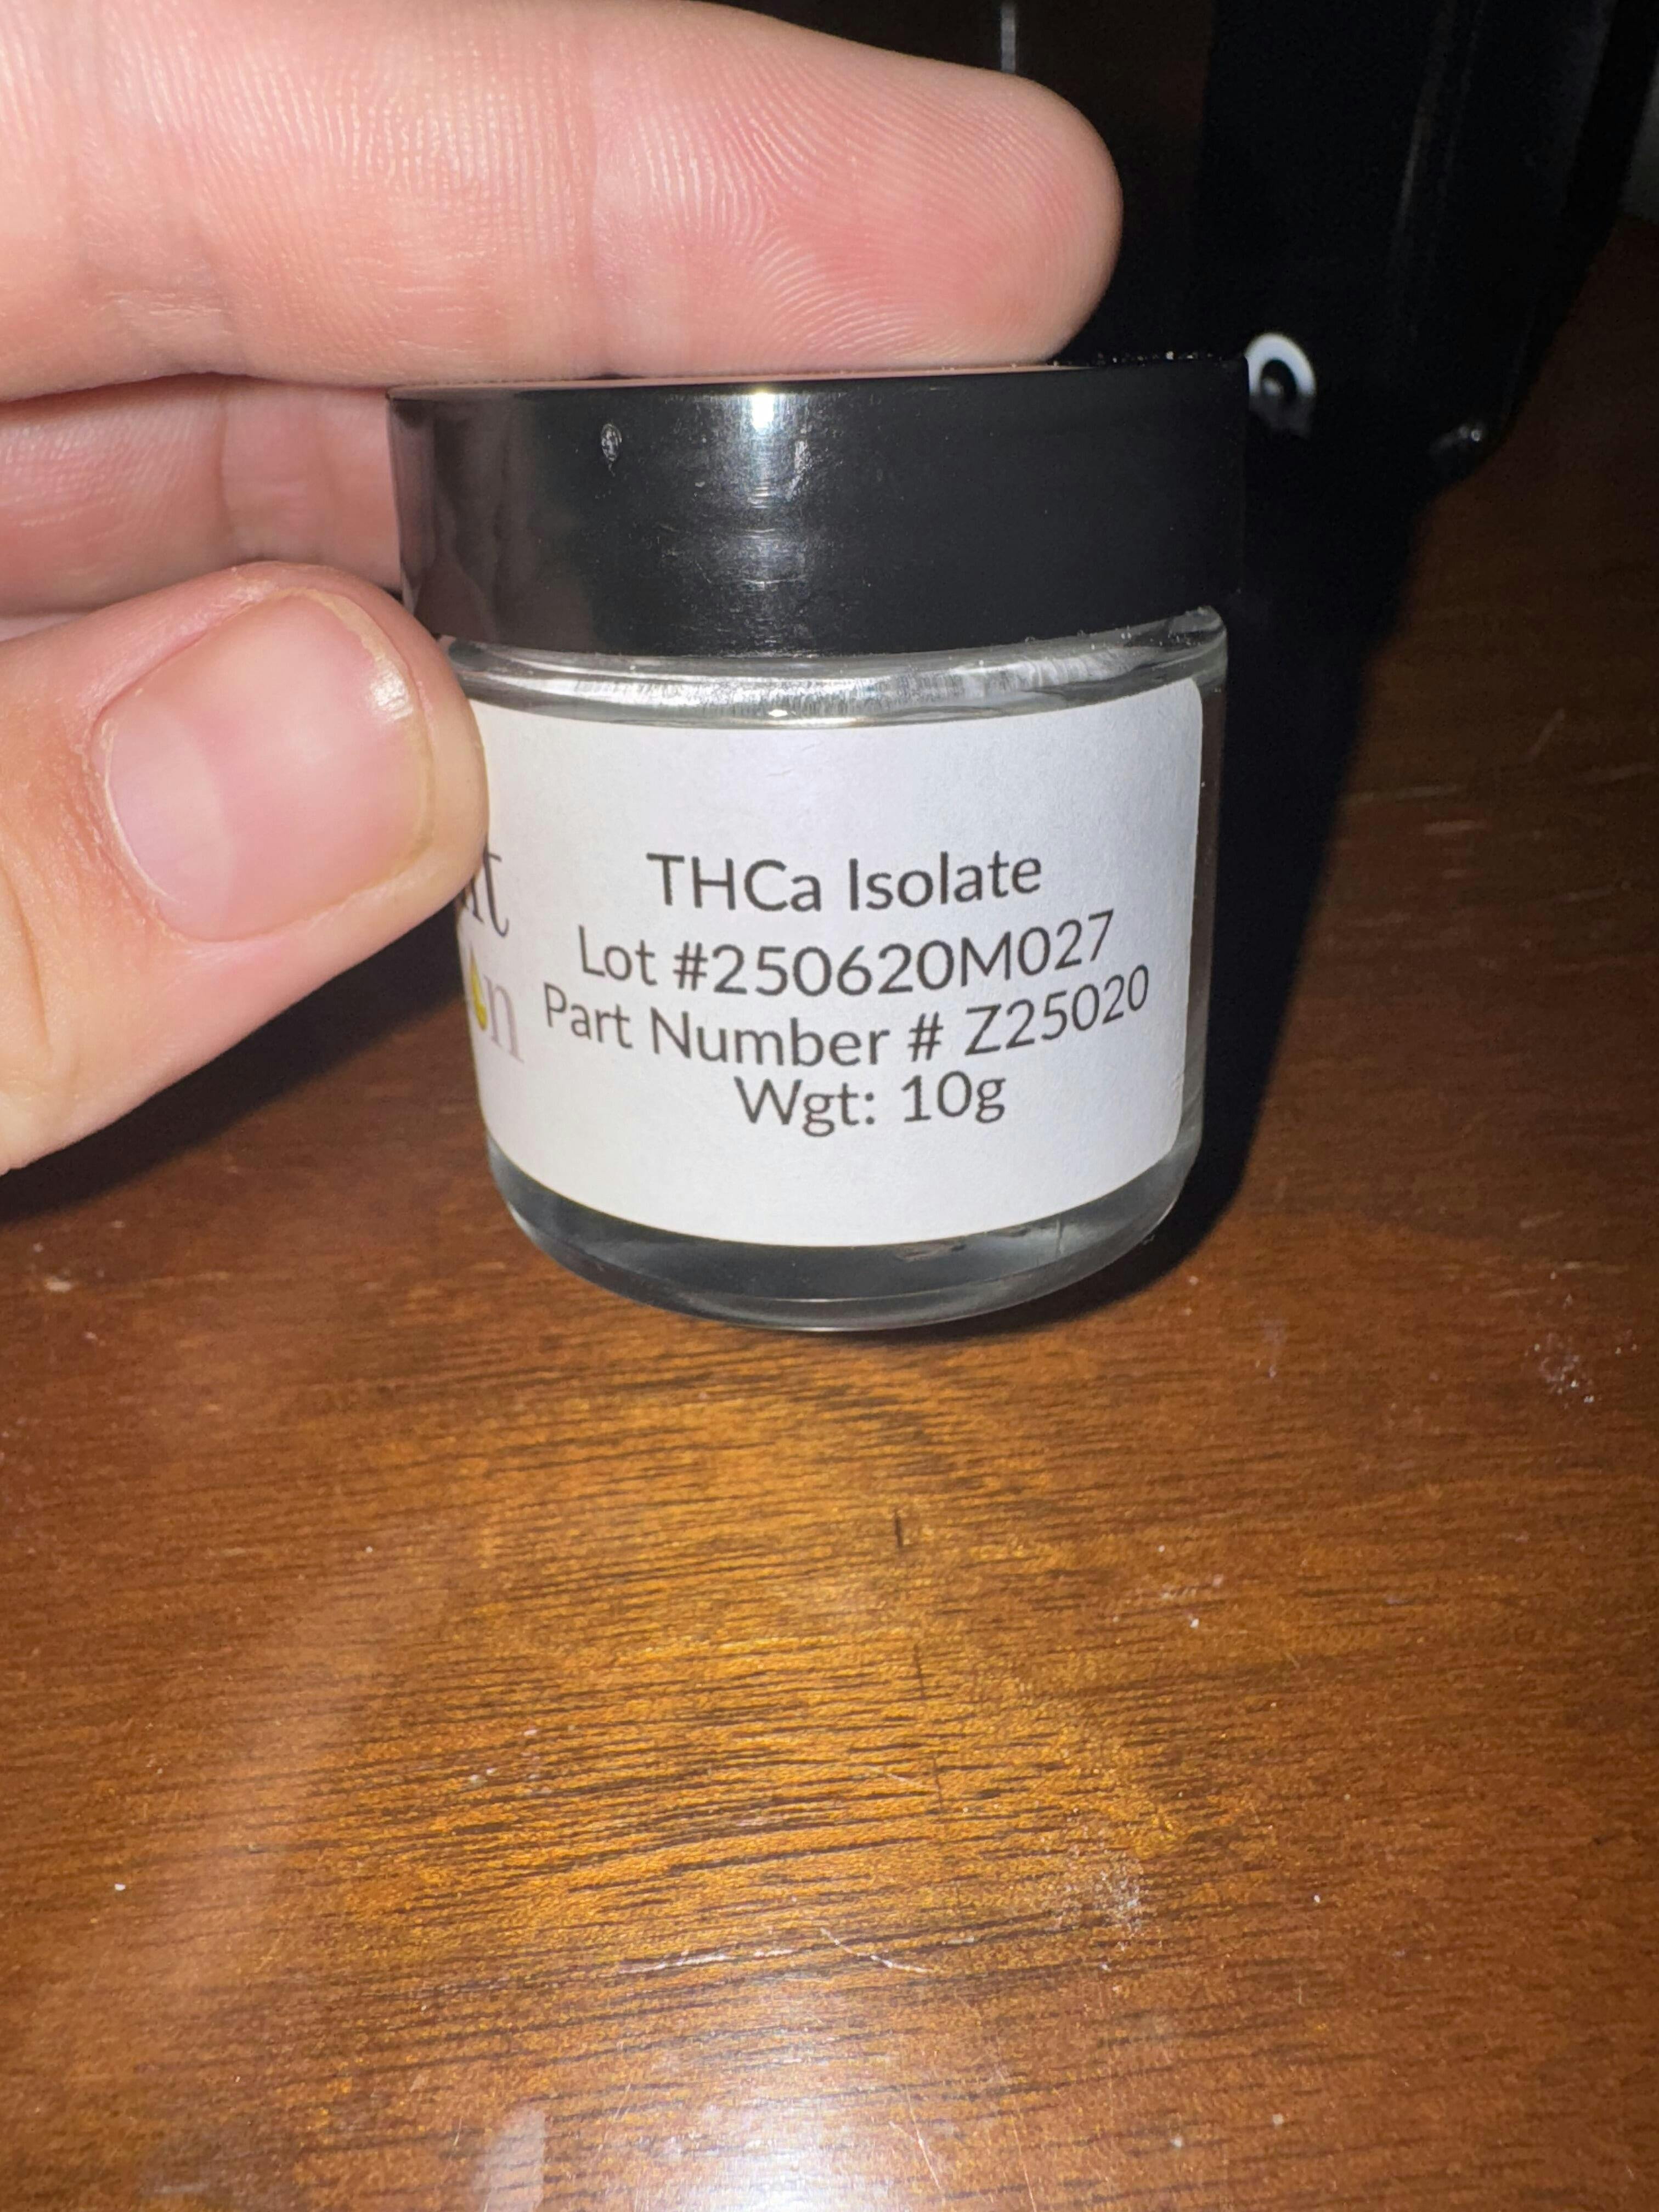 THCa Isolate
Lot #250620M027
Part Number # Z25020
Wgt: 10g